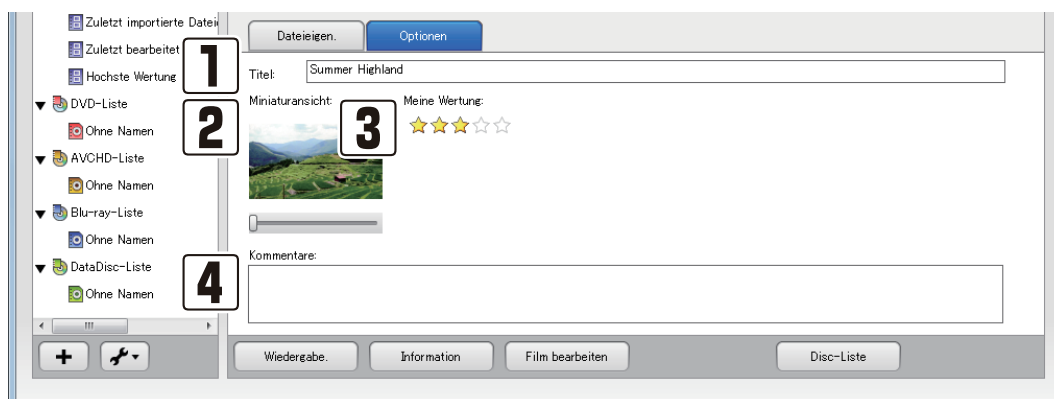 Zuletzt importierte Datei
Zuletzt bearbeitet
Hochste Wertung
DVD-Liste
Ohne Namen
AVCHD-Liste
Ohne Namen
Blu-ray-Liste
Ohne Namen
DataDisc-Liste
Ohne Namen
Dateieigen.
Optionen
1
Titel:
Summer Highland
2
Miniaturansicht:
3
Meine Wertung:
4
Kommentare:
Wiedergabe.
Information
Film bearbeiten
Disc-Liste